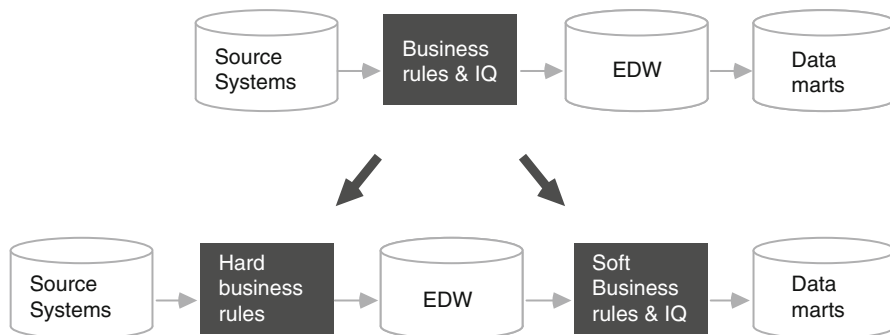 Source
Systems
Business
rules & IQ
EDW
Data
marts
Source
Systems
Hard
business
rules
EDW
Soft
Business
rules & IQ
Data
marts